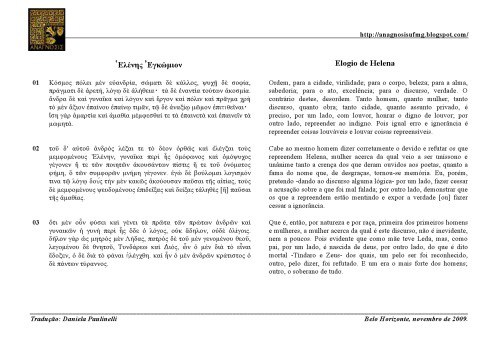 http://anagnosisufmg.blogspot.com/
ΑΝΑΓΝΩΣΙΣ
Ἑλένης Ἐγκώμιον
Elogio de Helena
01
Κόσμος πόλει μὲν εὐανδρία, σώματι δὲ κάλλος, ψυχῇ δὲ σοφία,
πράγματι δὲ ἀρετή, λόγῳ δὲ ἀλήθεια· τὰ δὲ ἐναντία τούτων ἀκοσμία.
ἄνδρα δὲ καὶ γυναῖκα καὶ λόγον καὶ ἔργον καὶ πόλιν καὶ πρᾶγμα χρὴ
τὸ μὲν ἄξιον ἐπαίνου ἐπαίνῳ τιμᾶν, τῷ δὲ ἀναξίῳ μῶμον ἐπιτιθέναι·
ἴση γὰρ ἁμαρτία καὶ ἀμαθία μέμφεσθαί τε τὰ ἐπαινετὰ καὶ ἐπαινεῖν τὰ
μωμητά.
Ordem, para a cidade, virilidade; para o corpo, beleza, para a alma,
sabedoria, para o ato, excelência; para o discurso, verdade. O
contrário destes, desordem. Tanto homem, quanto mulher, tanto
discurso, quanto obra; tanto cidade, quanto assunto privado, é
preciso, por um lado, com louvor, honrar o digno de louvor; por
outro lado, repreender ao indigno. Pois igual erro e ignorância é
repreender coisas louváveis e louvar coisas repreensíveis.
02
τοῦ δ' αὐτοῦ ἀνδρὸς λέξαι τε τὸ δέον ὀρθῶς καὶ ἐλέγξαι τοὺς
μεμφομένους Ἑλένην, γυναῖκα περὶ ἧς ὁμόφωνος καὶ ὁμόψυχος
γέγονεν ἥ τε τῶν ποιητῶν ἀκουσάντων πίστις ἥ τε τοῦ ὀνόματος
φήμη, ὃ τῶν συμφορῶν μνήμη γέγονεν. ἐγὼ δὲ βούλομαι λογισμόν
τινα τῷ λόγῳ δοὺς τὴν μὲν κακῶς ἀκούουσαν παῦσαι τῆς αἰτίας, τοὺς
δὲ μεμφομένους ψευδομένους ἐπιδείξας καὶ δείξας τἀληθὲς [ἢ] παῦσαι
τῆς ἀμαθίας.
Cabe ao mesmo homem dizer corretamente o devido e refutar os que
repreendem Helena, mulher acerca da qual veio a ser uníssono e
unânime tanto a crença dos que deram ouvidos aos poetas, quanto a
fama do nome que, de desgraças, tornou-se memória. Eu, porém,
pretendo -dando ao discurso alguma lógica- por um lado, fazer cessar
a acusação sobre a que foi mal falada; por outro lado, demonstrar que
os que a repreendem estão mentindo e expor a verdade [ou] fazer
cessar a ignorância.
03
ὅτι μὲν οὖν φύσει καὶ γένει τὰ πρῶτα τῶν πρώτων ἀνδρῶν καὶ
γυναικῶν ἡ γυνὴ περὶ ἧς ὅδε ὁ λόγος, οὐκ ἄδηλον, οὐδὲ ὀλίγοις.
δῆλον γὰρ ὡς μητρὸς μὲν Λήδας, πατρὸς δὲ τοῦ μὲν γενομένου θεοῦ,
λεγομένου δὲ θνητοῦ, Τυνδάρεω καὶ Διός, ὧν ὁ μὲν διὰ τὸ εἶναι
ἔδοξεν, ὁ δὲ διὰ τὸ φάναι ἠλέγχθη, καὶ ἦν ὁ μὲν ἀνδρῶν κράτιστος ὁ
δὲ πάντων τύραννος.
Que é, então, por natureza e por raça, primeira dos primeiros homens
e mulheres, a mulher acerca da qual é este discurso, não é inevidente,
nem a poucos. Pois evidente que como mãe teve Leda, mas, como
pai, por um lado, o nascido de deus, por outro lado, do que é dito
mortal -Tíndaro e Zeus- dos quais, um pelo ser foi reconhecido,
outro, pelo dizer, foi refutado. E um era o mais forte dos homens;
outro, o soberano de tudo.
Tradução: Daniela Paulinelli
Belo Horizonte, novembro de 2009.